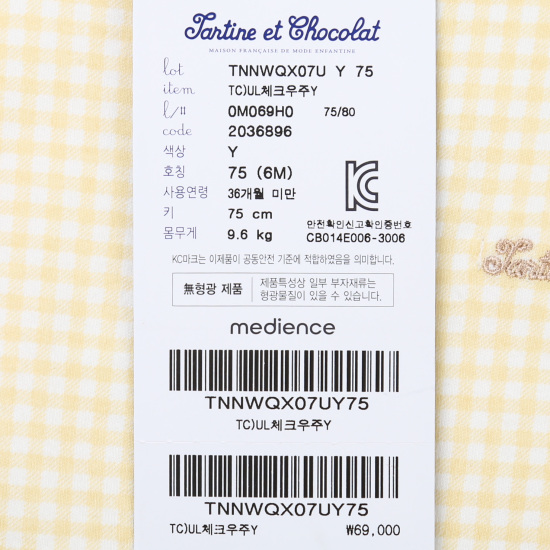 Tartine et Chocolat
MAISON FRANÇAISE DE MODE ENFANTINE
lot TNNWQX07U Y 75
item TC)UL체크우주Y
l/# 0M069H0 75/80
code 2036896
색상 Y
호칭 75 (6M)
사용연령 36개월 미만
키 75 cm
몸무게 9.6 kg
안전확인신고확인증번호
CB014E006-3006
KC마크는 이제품이 공통안전 기준에 적합하였음을 의미합니다.
無형광 제품
제품특성상 일부 부자재류는
형광물질이 있을 수 있습니다.
medience
TNNWQX07UY75
TC)UL체크우주Y
TNNWQX07UY75
TC)UL체크우주Y ₩69,000